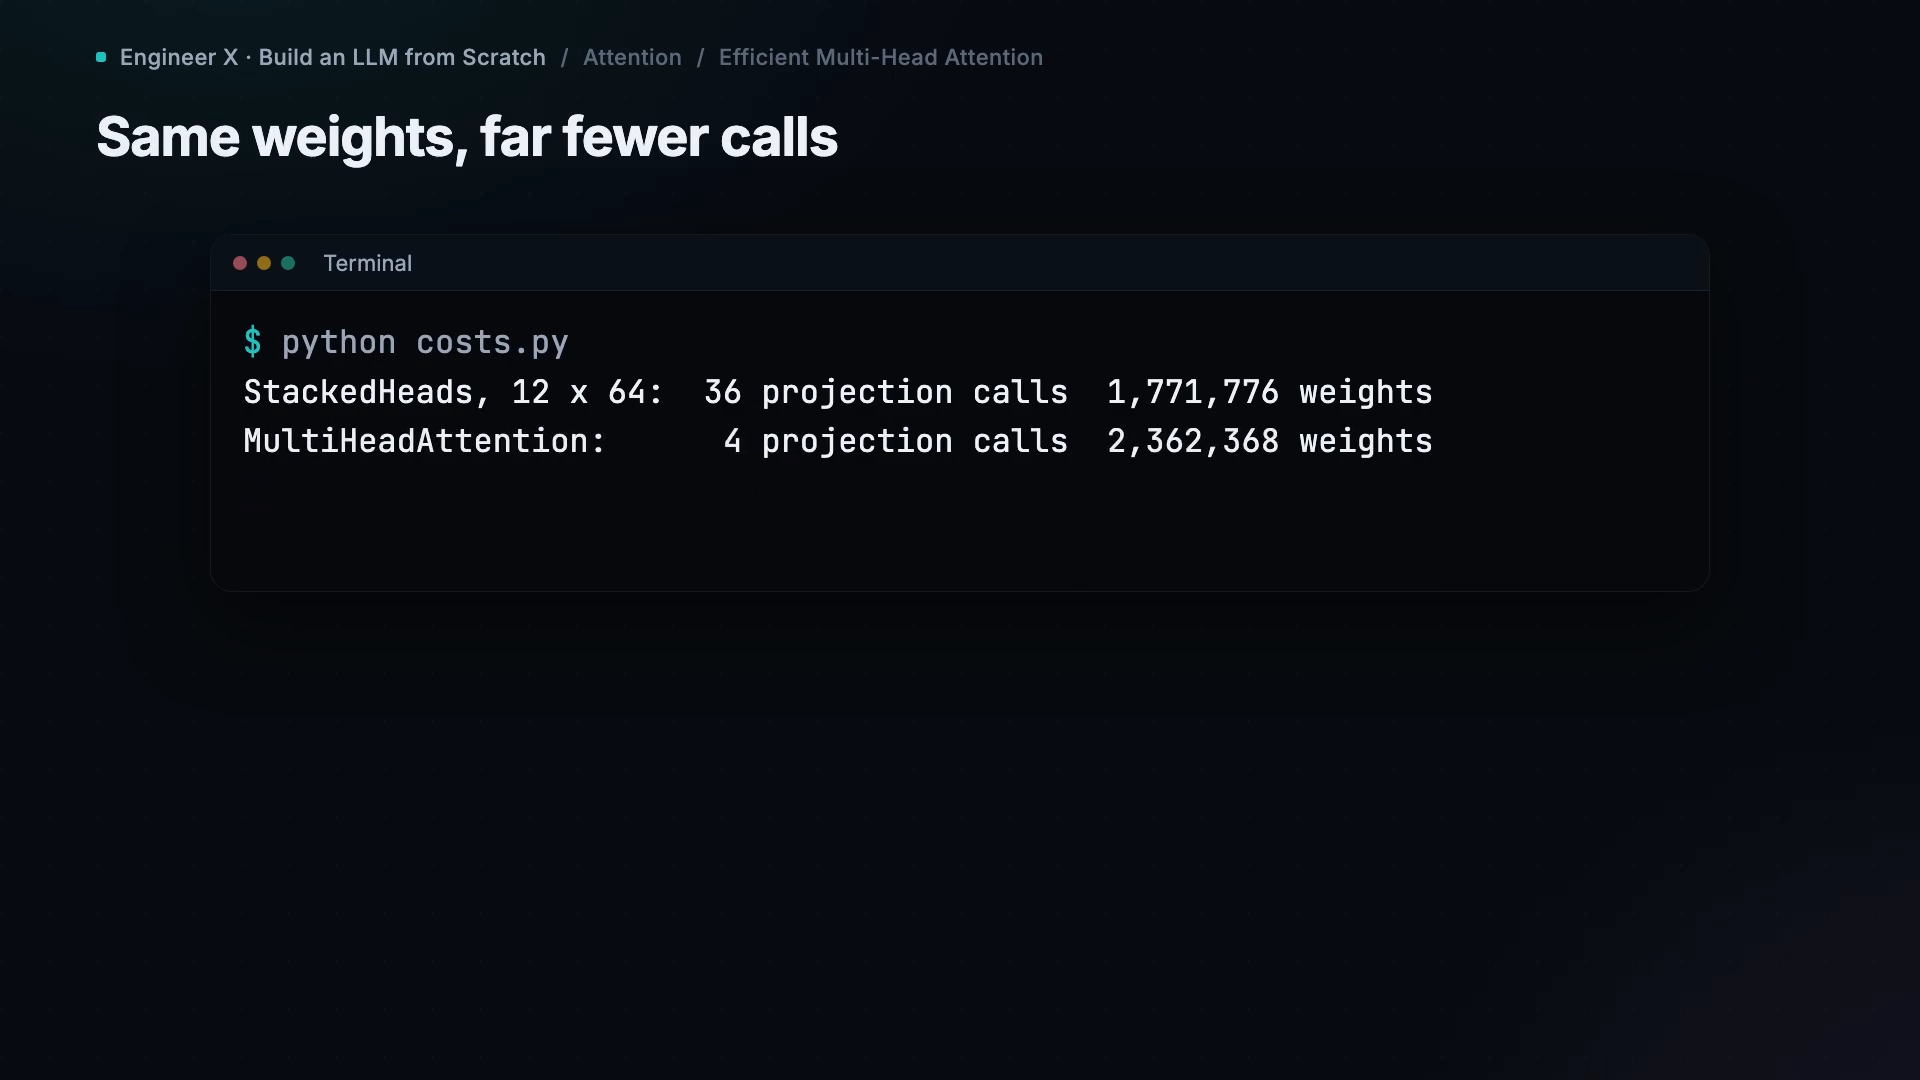 Engineer X · Build an LLM from Scratch / Attention / Efficient Multi-Head Attention
Same weights, far fewer calls
Terminal
$ python costs.py
StackedHeads, 12 x 64:  36 projection calls  1,771,776 weights
MultiHeadAttention:      4 projection calls  2,362,368 weights